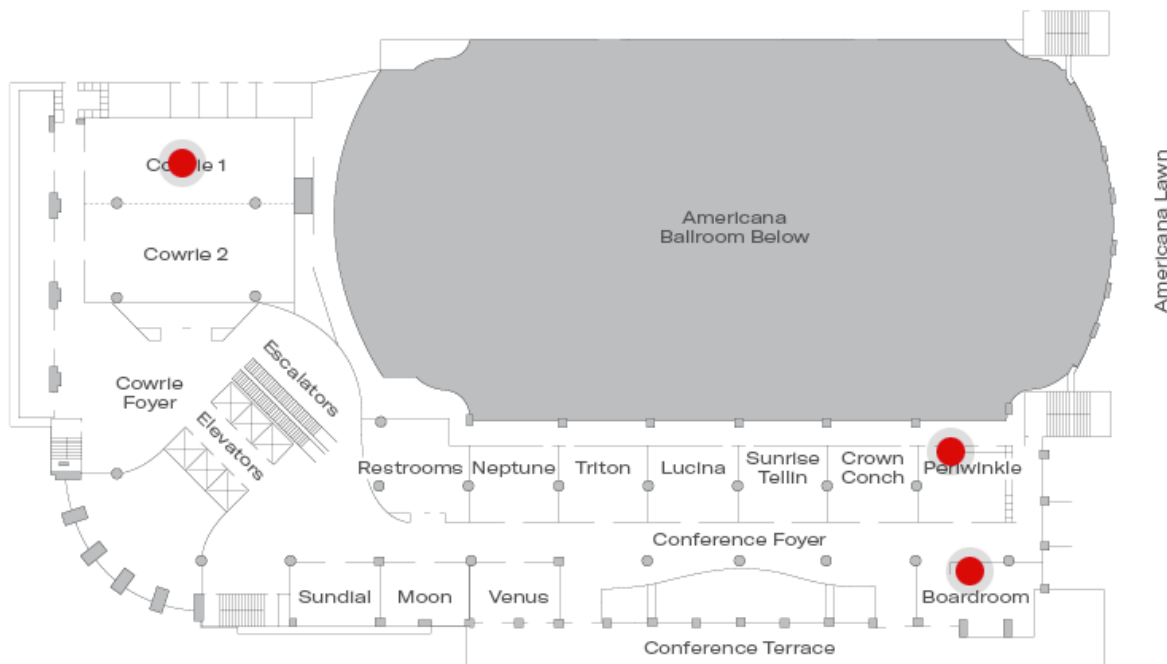 Cowrie 1
Americana
Ballroom Below
Americana Lawn
Cowrie 2
Escalators
Cowrie
Foyer
Elevators
Restrooms
Neptune
Triton
Lucina
Sunrise
Tellin
Crown
Conch
Periwinkle
Conference Foyer
Sundial
Moon
Venus
Boardroom
Conference Terrace